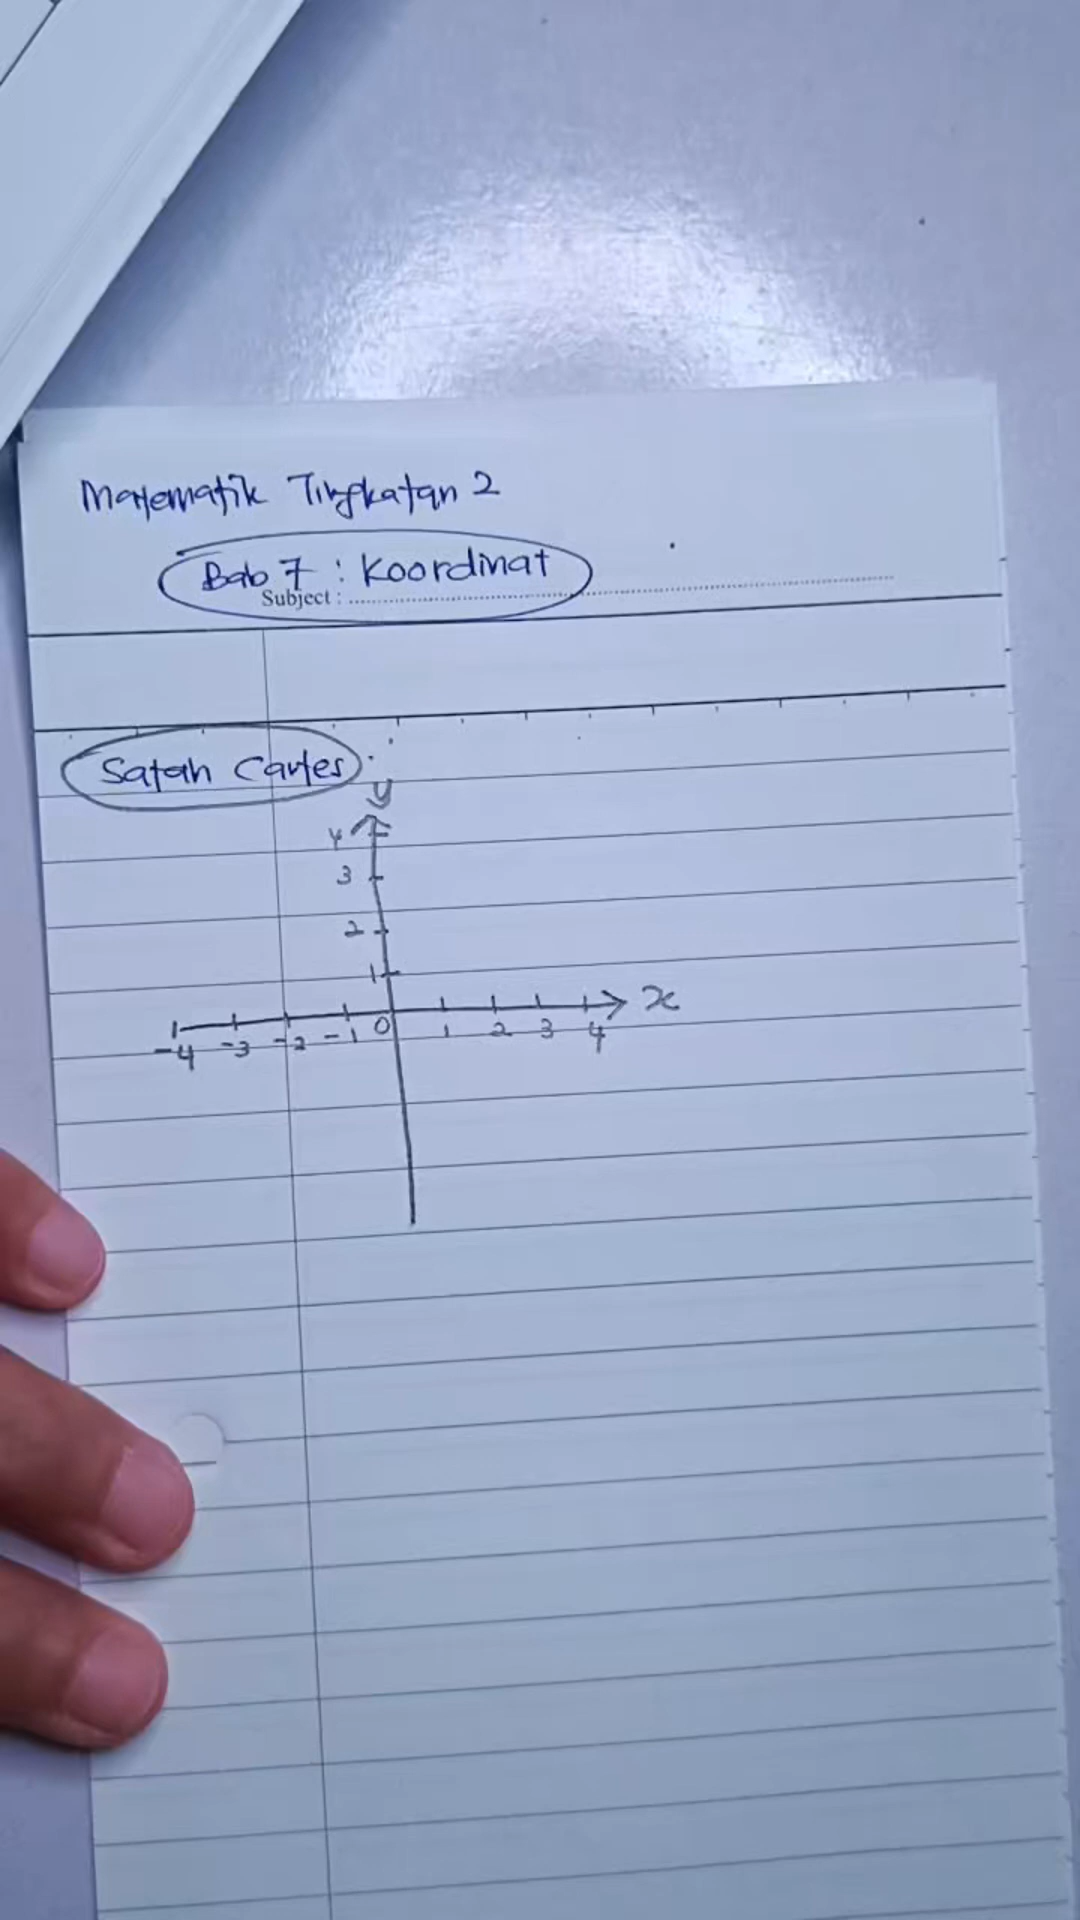 Matematik Tingkatan 2
Bab 7 : Koordinat
Subject :
Satah Cartes
y
4
3
2
1
-4 -3 -2 -1 0 1 2 3 4 x